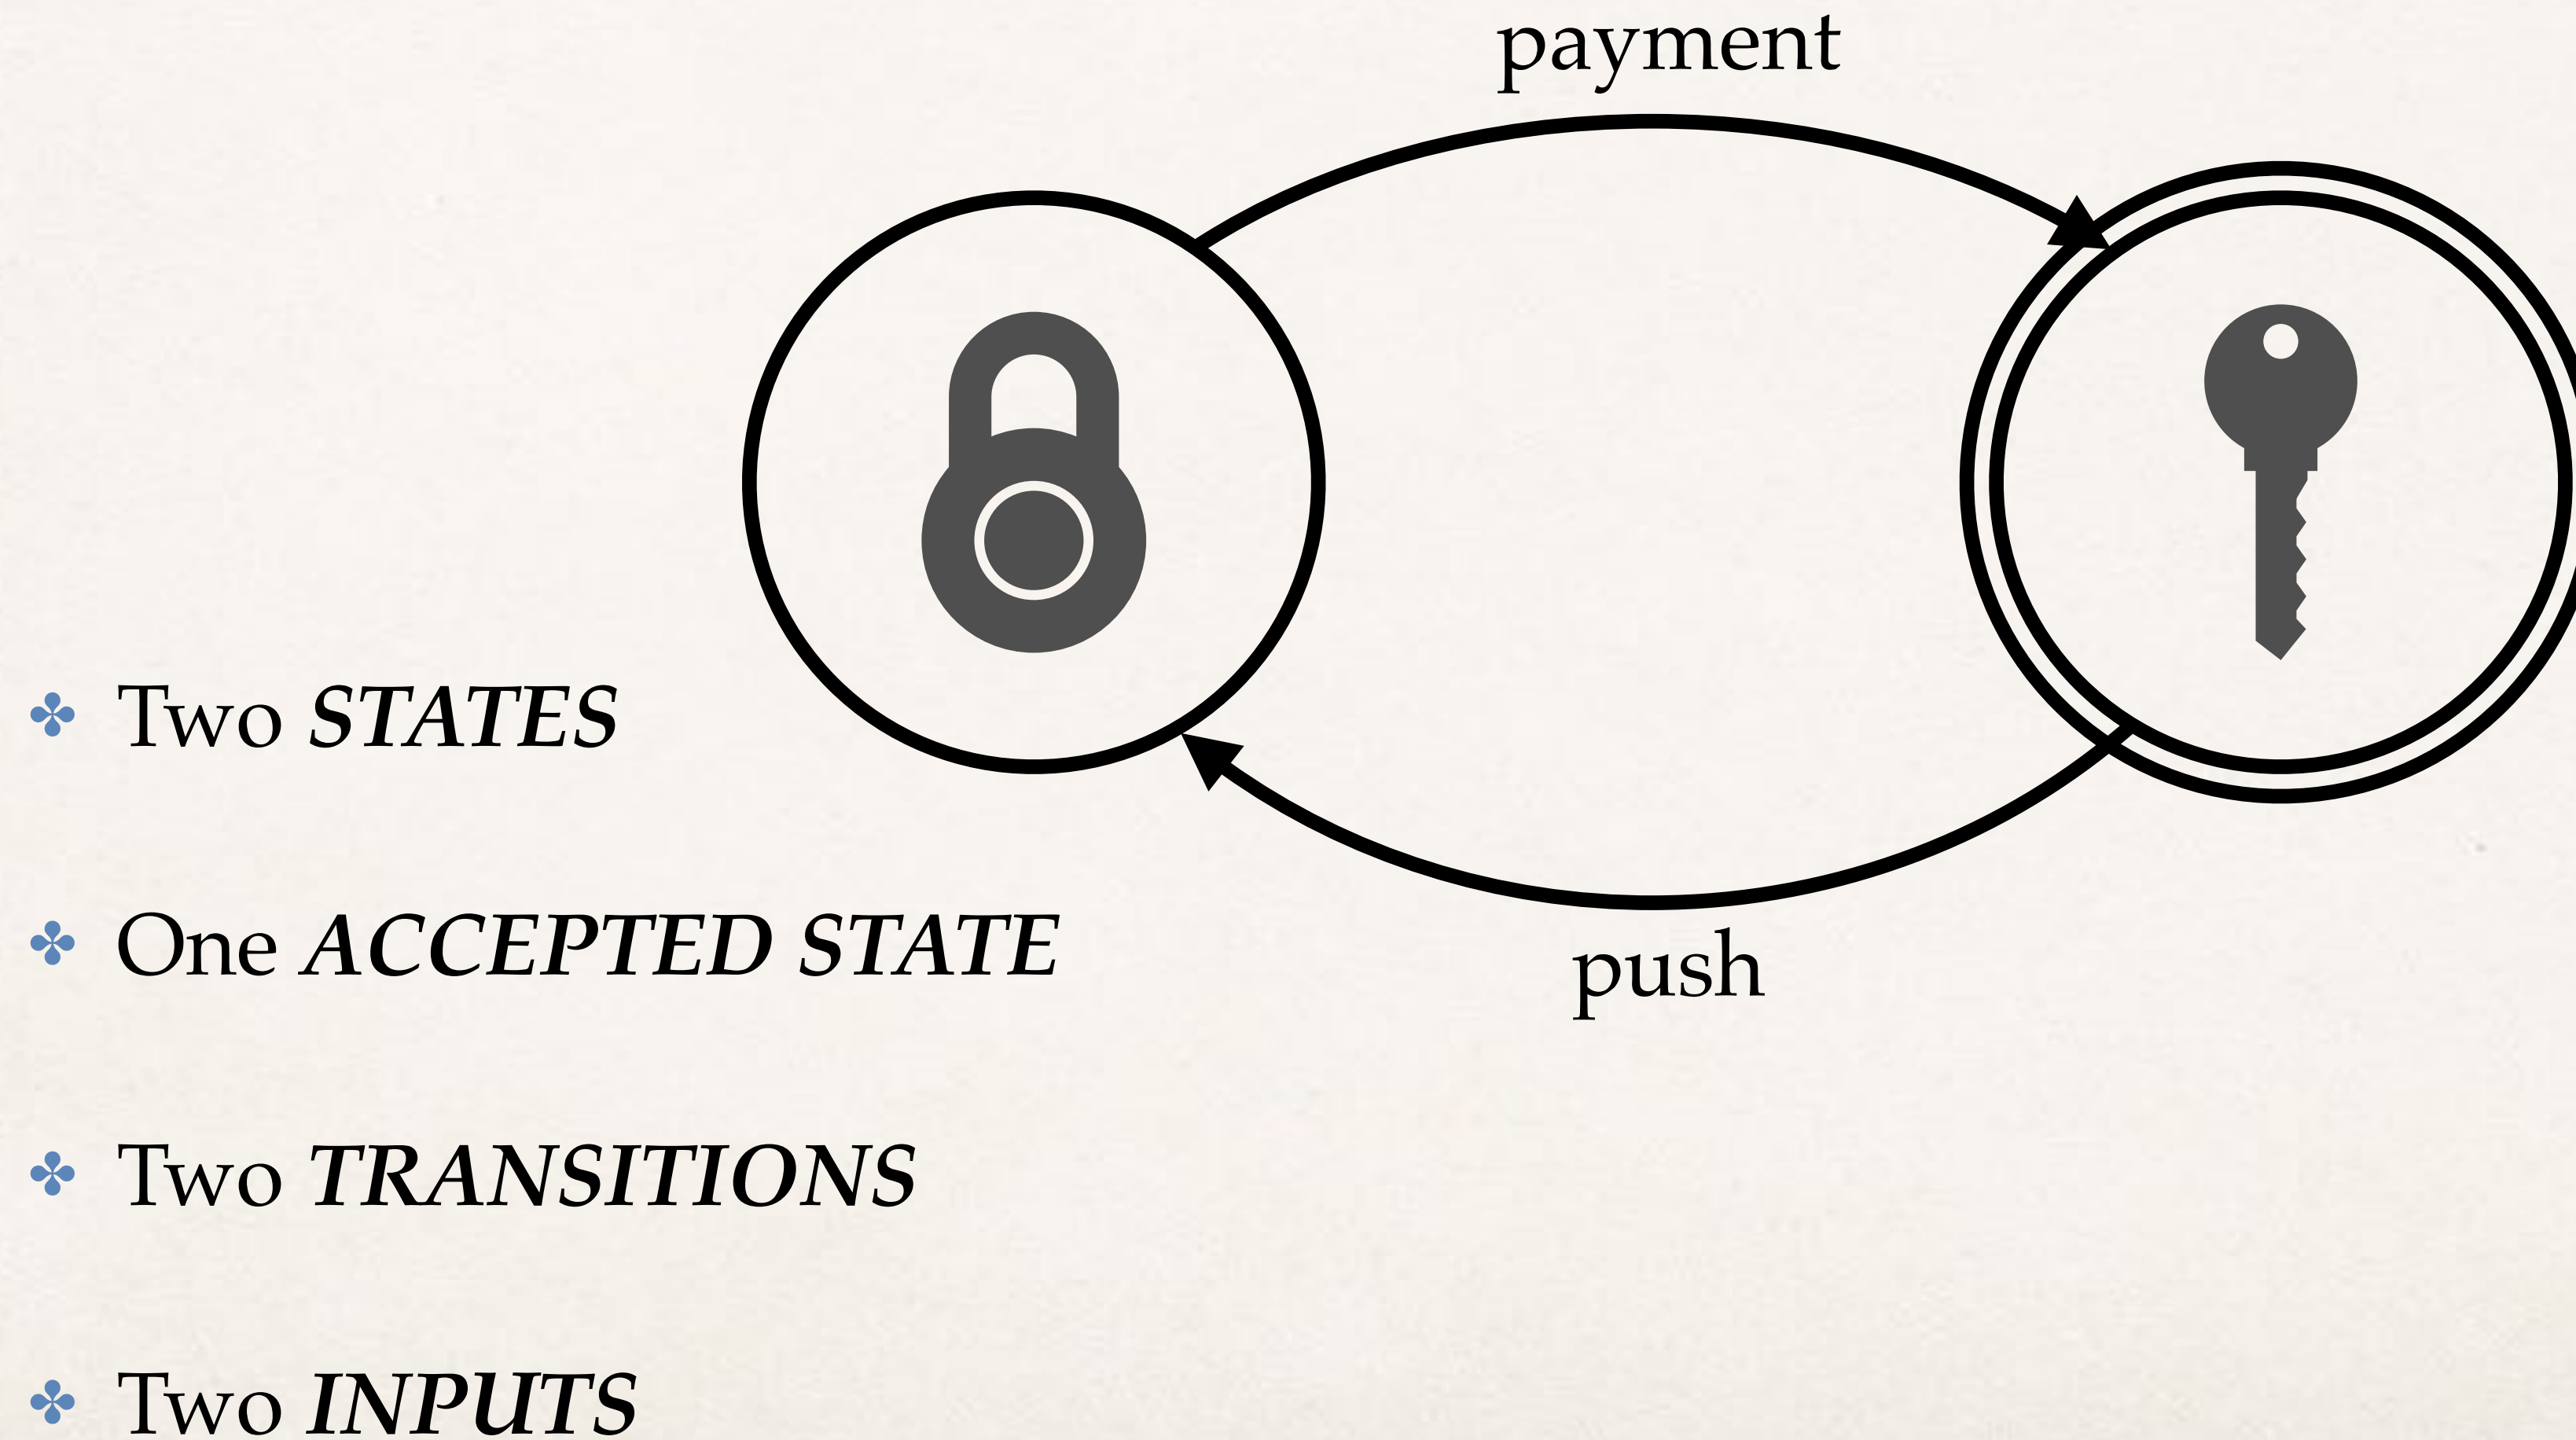 payment
push
Two STATES
One ACCEPTED STATE
Two TRANSITIONS
Two INPUTS